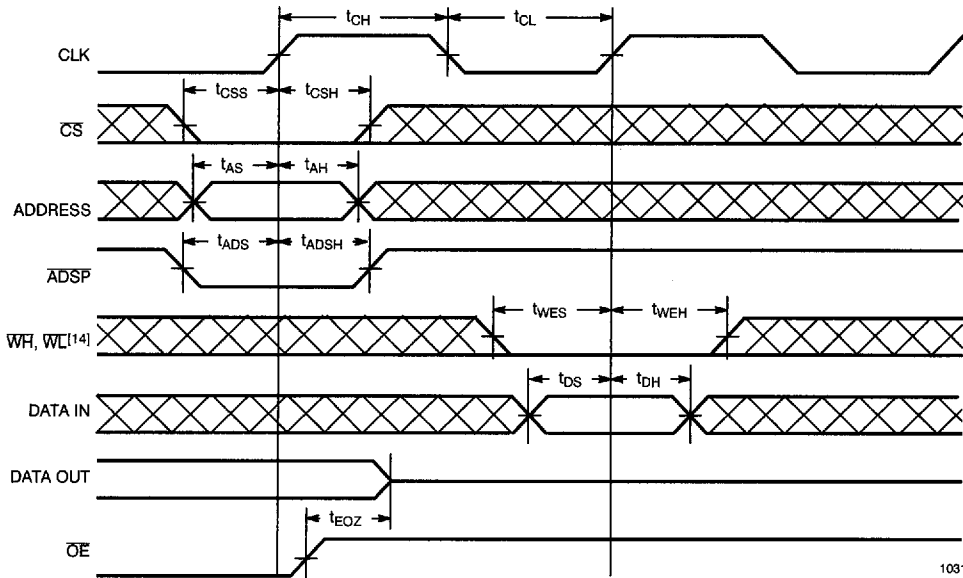 tCH tCL
CLK
tCSS tCSH
CS
tAS tAH
ADDRESS
tADS tADSH
ADSP
tWES tWEH
WH, WL[14]
tDS tDH
DATA IN
DATA OUT
tEOZ
OE
1031